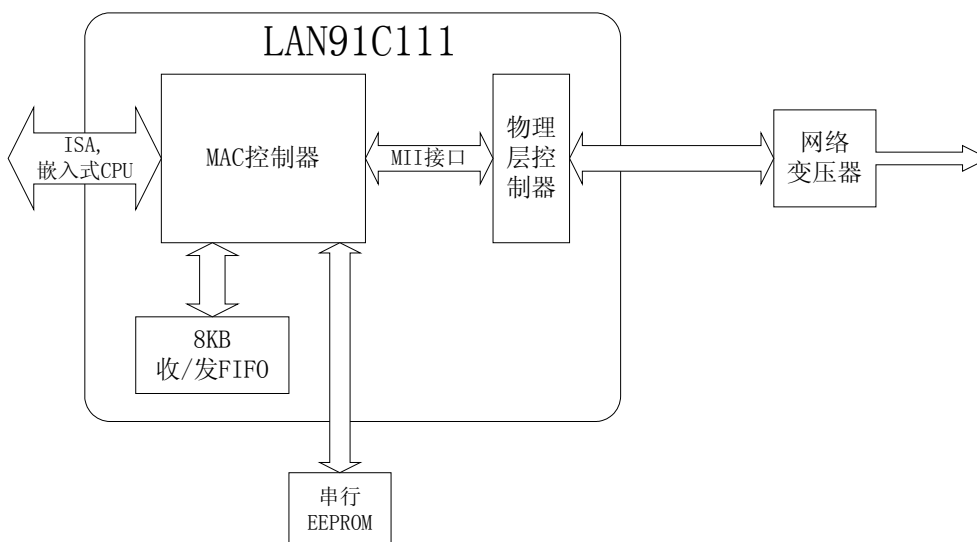 LAN91C111
ISA,
嵌入式CPU
MAC控制器
MII接口
物理
层控
制器
网络
变压器
8KB
收/发FIFO
串行
EEPROM